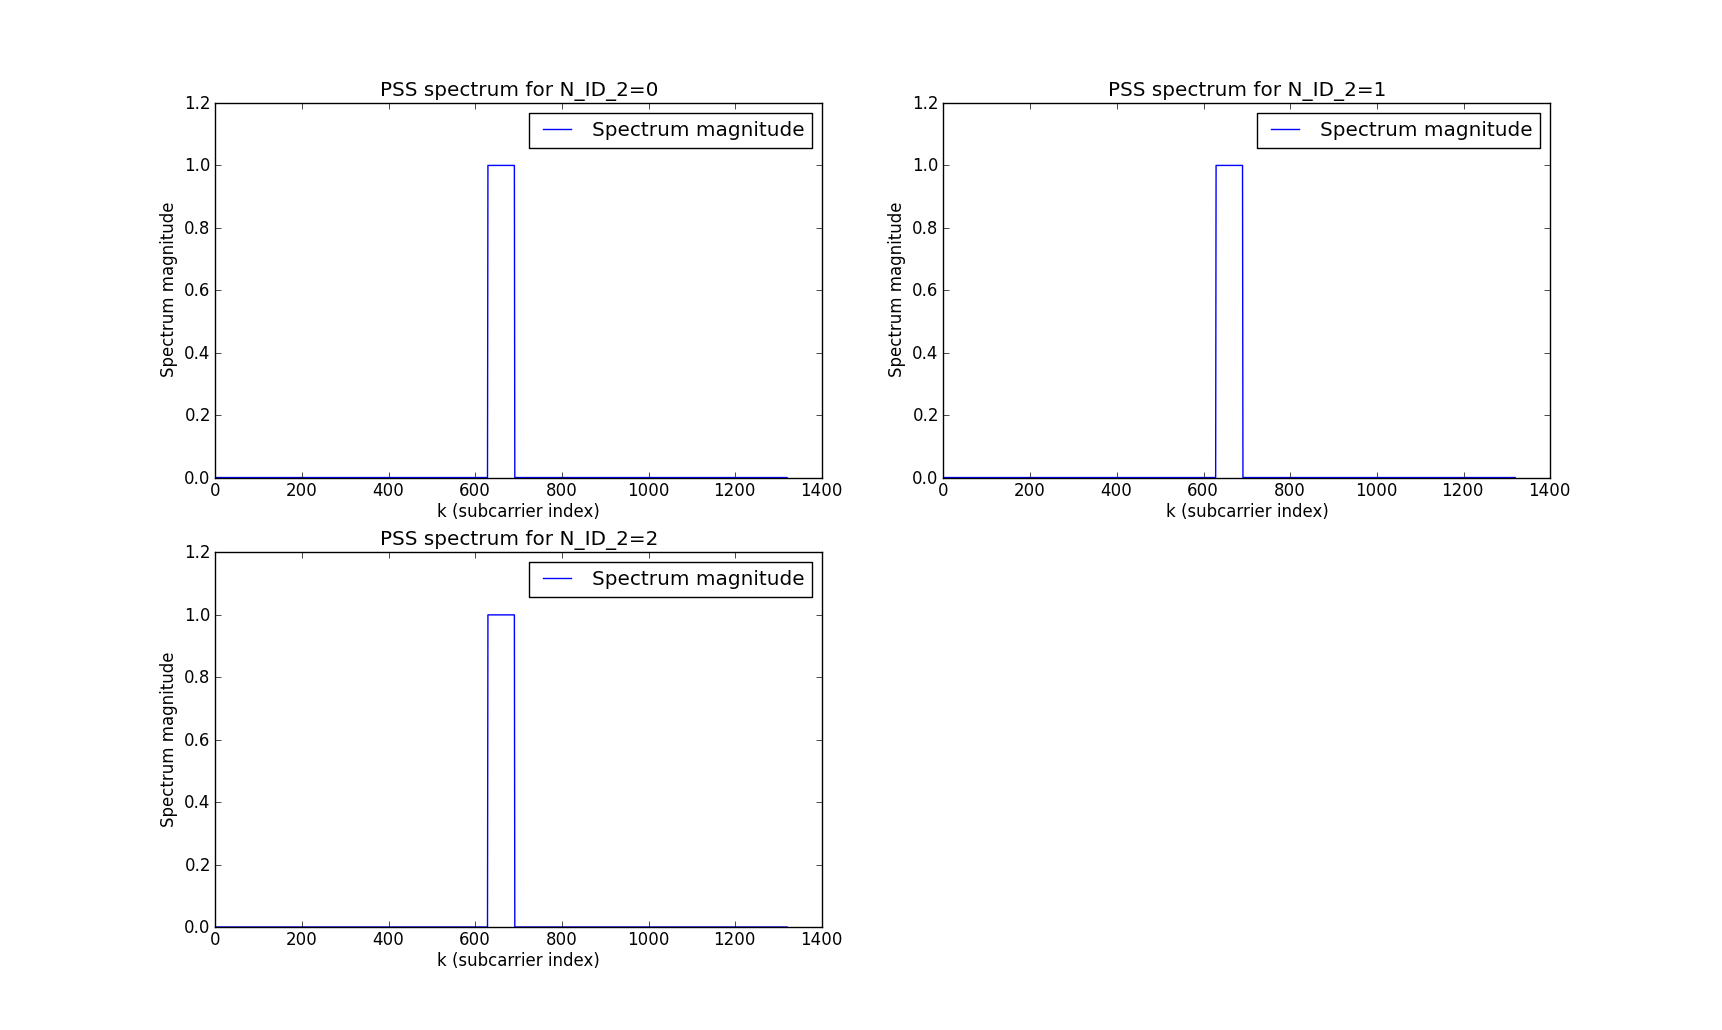 PSS spectrum for N_ID_2=0
1.2
1.0
0.8
0.6
0.4
0.2
0.0
Spectrum magnitude
Spectrum magnitude
0 200 400 600 800 1000 1200 1400
k (subcarrier index)
PSS spectrum for N_ID_2=1
1.2
1.0
0.8
0.6
0.4
0.2
0.0
Spectrum magnitude
Spectrum magnitude
0 200 400 600 800 1000 1200 1400
k (subcarrier index)
PSS spectrum for N_ID_2=2
1.2
1.0
0.8
0.6
0.4
0.2
0.0
Spectrum magnitude
Spectrum magnitude
0 200 400 600 800 1000 1200 1400
k (subcarrier index)